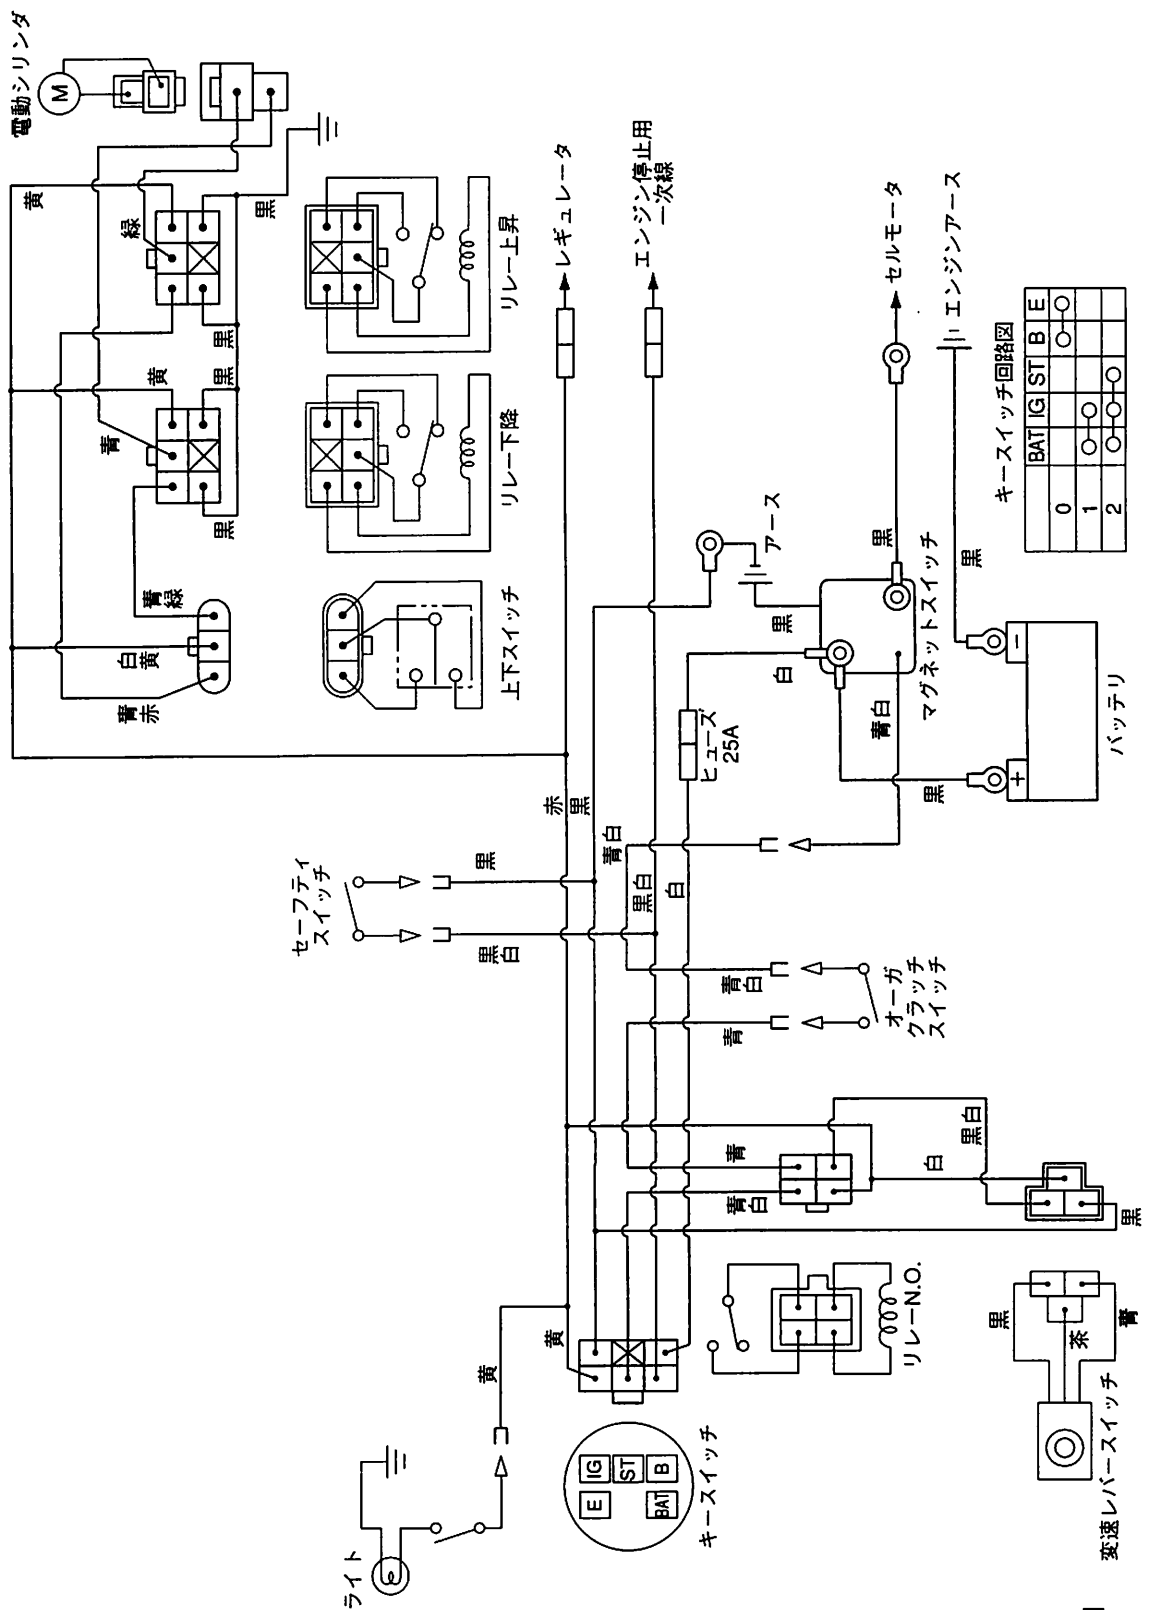 電動シリンダ
M
黄
緑
黒
黒
黄
黒
青
黒
青緑
白黄
青赤
リレー上昇
リレー下降
上下スイッチ
レギュレータ
エンジン停止用
一次線
セルモータ
エンジンアース
アース
黒
黒
黒
白
マグネットスイッチ
青白
黒
ヒューズ
25A
バッテリ
+
−
キースイッチ回路図
BAT IG ST B E
0
1
2
赤
黒
青白
黒白
白
セーフティ
スイッチ
黒
黒白
青白
青
オーガ
クラッチ
スイッチ
青
青白
黒白
白
黒
リレーN.O.
黒
茶
青
変速レバースイッチ
黄
黄
キースイッチ
IG
ST
B
E
BAT
ライト